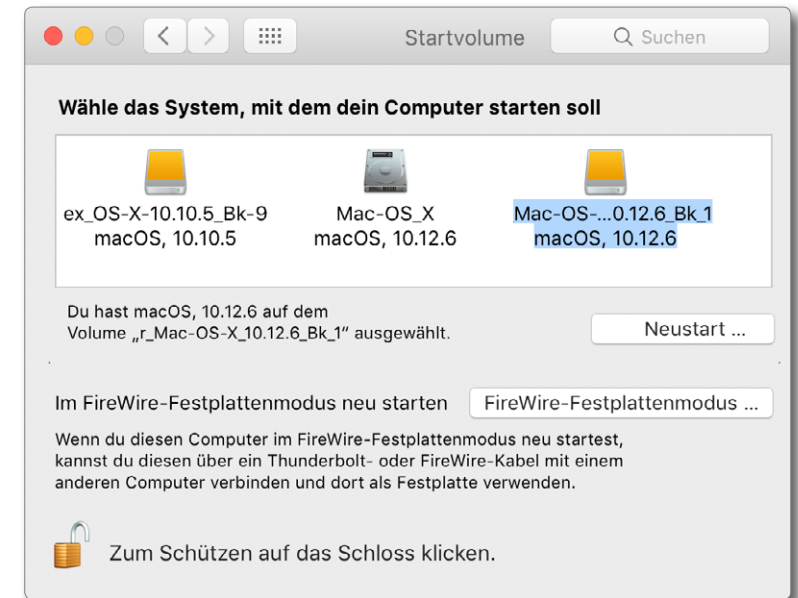 Startvolume
Suchen
Wähle das System, mit dem dein Computer starten soll
ex_OS-X-10.10.5_Bk-9
macOS, 10.10.5
Mac-OS_X
macOS, 10.12.6
Mac-OS-...0.12.6_Bk_1
macOS, 10.12.6
Du hast macOS, 10.12.6 auf dem
Volume „r_Mac-OS-X_10.12.6_Bk_1" ausgewählt.
Neustart ...
Im FireWire-Festplattenmodus neu starten
FireWire-Festplattenmodus ...
Wenn du diesen Computer im FireWire-Festplattenmodus neu startest,
kannst du diesen über ein Thunderbolt- oder FireWire-Kabel mit einem
anderen Computer verbinden und dort als Festplatte verwenden.
Zum Schützen auf das Schloss klicken.